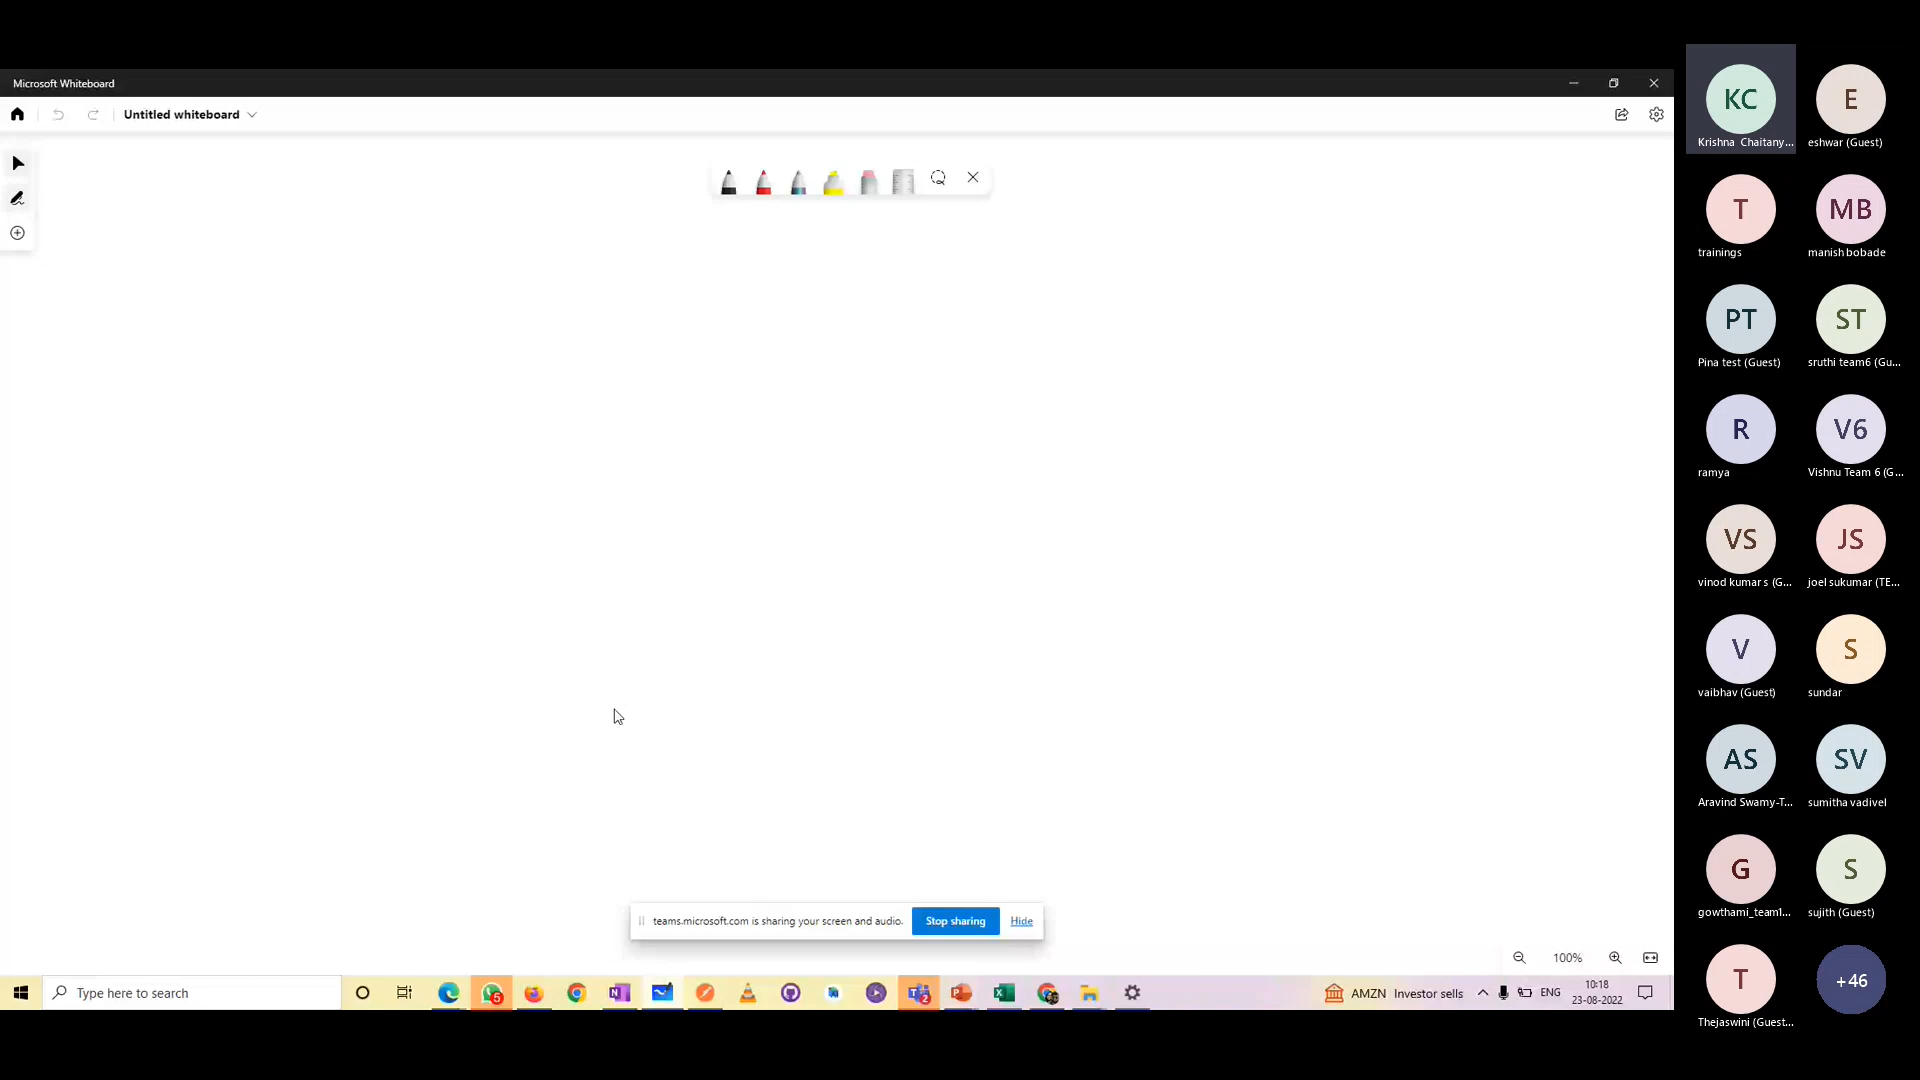 Microsoft Whiteboard
Untitled whiteboard
KC
Krishna Chaitany...
E
eshwar (Guest)
T
trainings
MB
manish bobade
PT
Pina test (Guest)
ST
sruthi team6 (Gu...
R
ramya
V6
Vishnu Team 6 (G...
VS
vinod kumar s (G...
JS
joel sukumar (TE...
V
vaibhav (Guest)
S
sundar
AS
Aravind Swamy-T...
SV
sumitha vadivel
G
gowthami_team1...
S
sujith (Guest)
T
Thejaswini (Guest...
+46
teams.microsoft.com is sharing your screen and audio.
Stop sharing
Hide
100%
Type here to search
5
2
AMZN Investor sells
ENG
10:18
23-08-2022